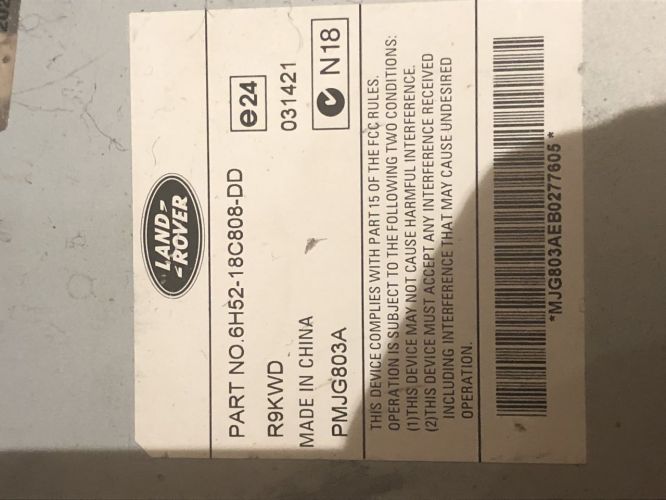 LAND-
-ROVER
PART NO.6H52-18C808-DD
R9KWD
e24
MADE IN CHINA
031421
PMJG803A
N18
THIS DEVICE COMPLIES WITH PART 15 OF THE FCC RULES.
OPERATION IS SUBJECT TO THE FOLLOWING TWO CONDITIONS:
(1)THIS DEVICE MAY NOT CAUSE HARMFUL INTERFERENCE.
(2)THIS DEVICE MUST ACCEPT ANY INTERFERENCE RECEIVED
INCLUDING INTERFERENCE THAT MAY CAUSE UNDESIRED
OPERATION.
*MJG803AEB0277605*